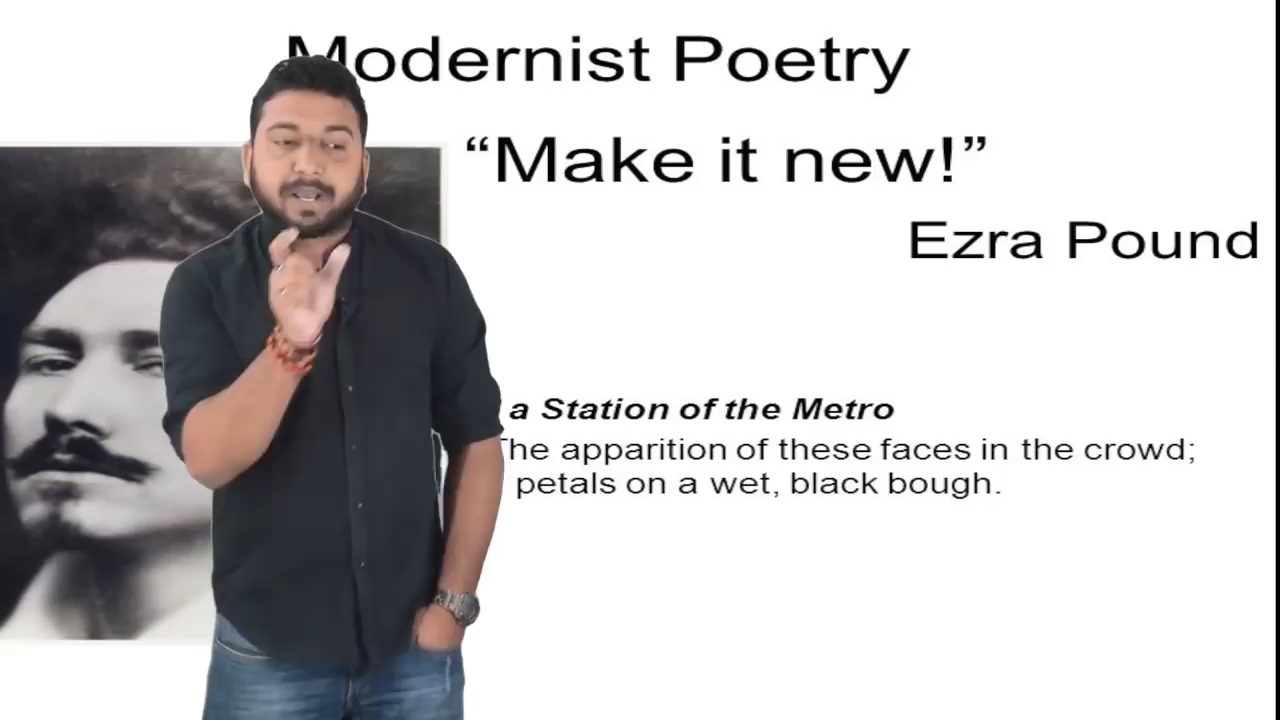 Modernist Poetry
“Make it new!”
Ezra Pound
a Station of the Metro
The apparition of these faces in the crowd;
petals on a wet, black bough.